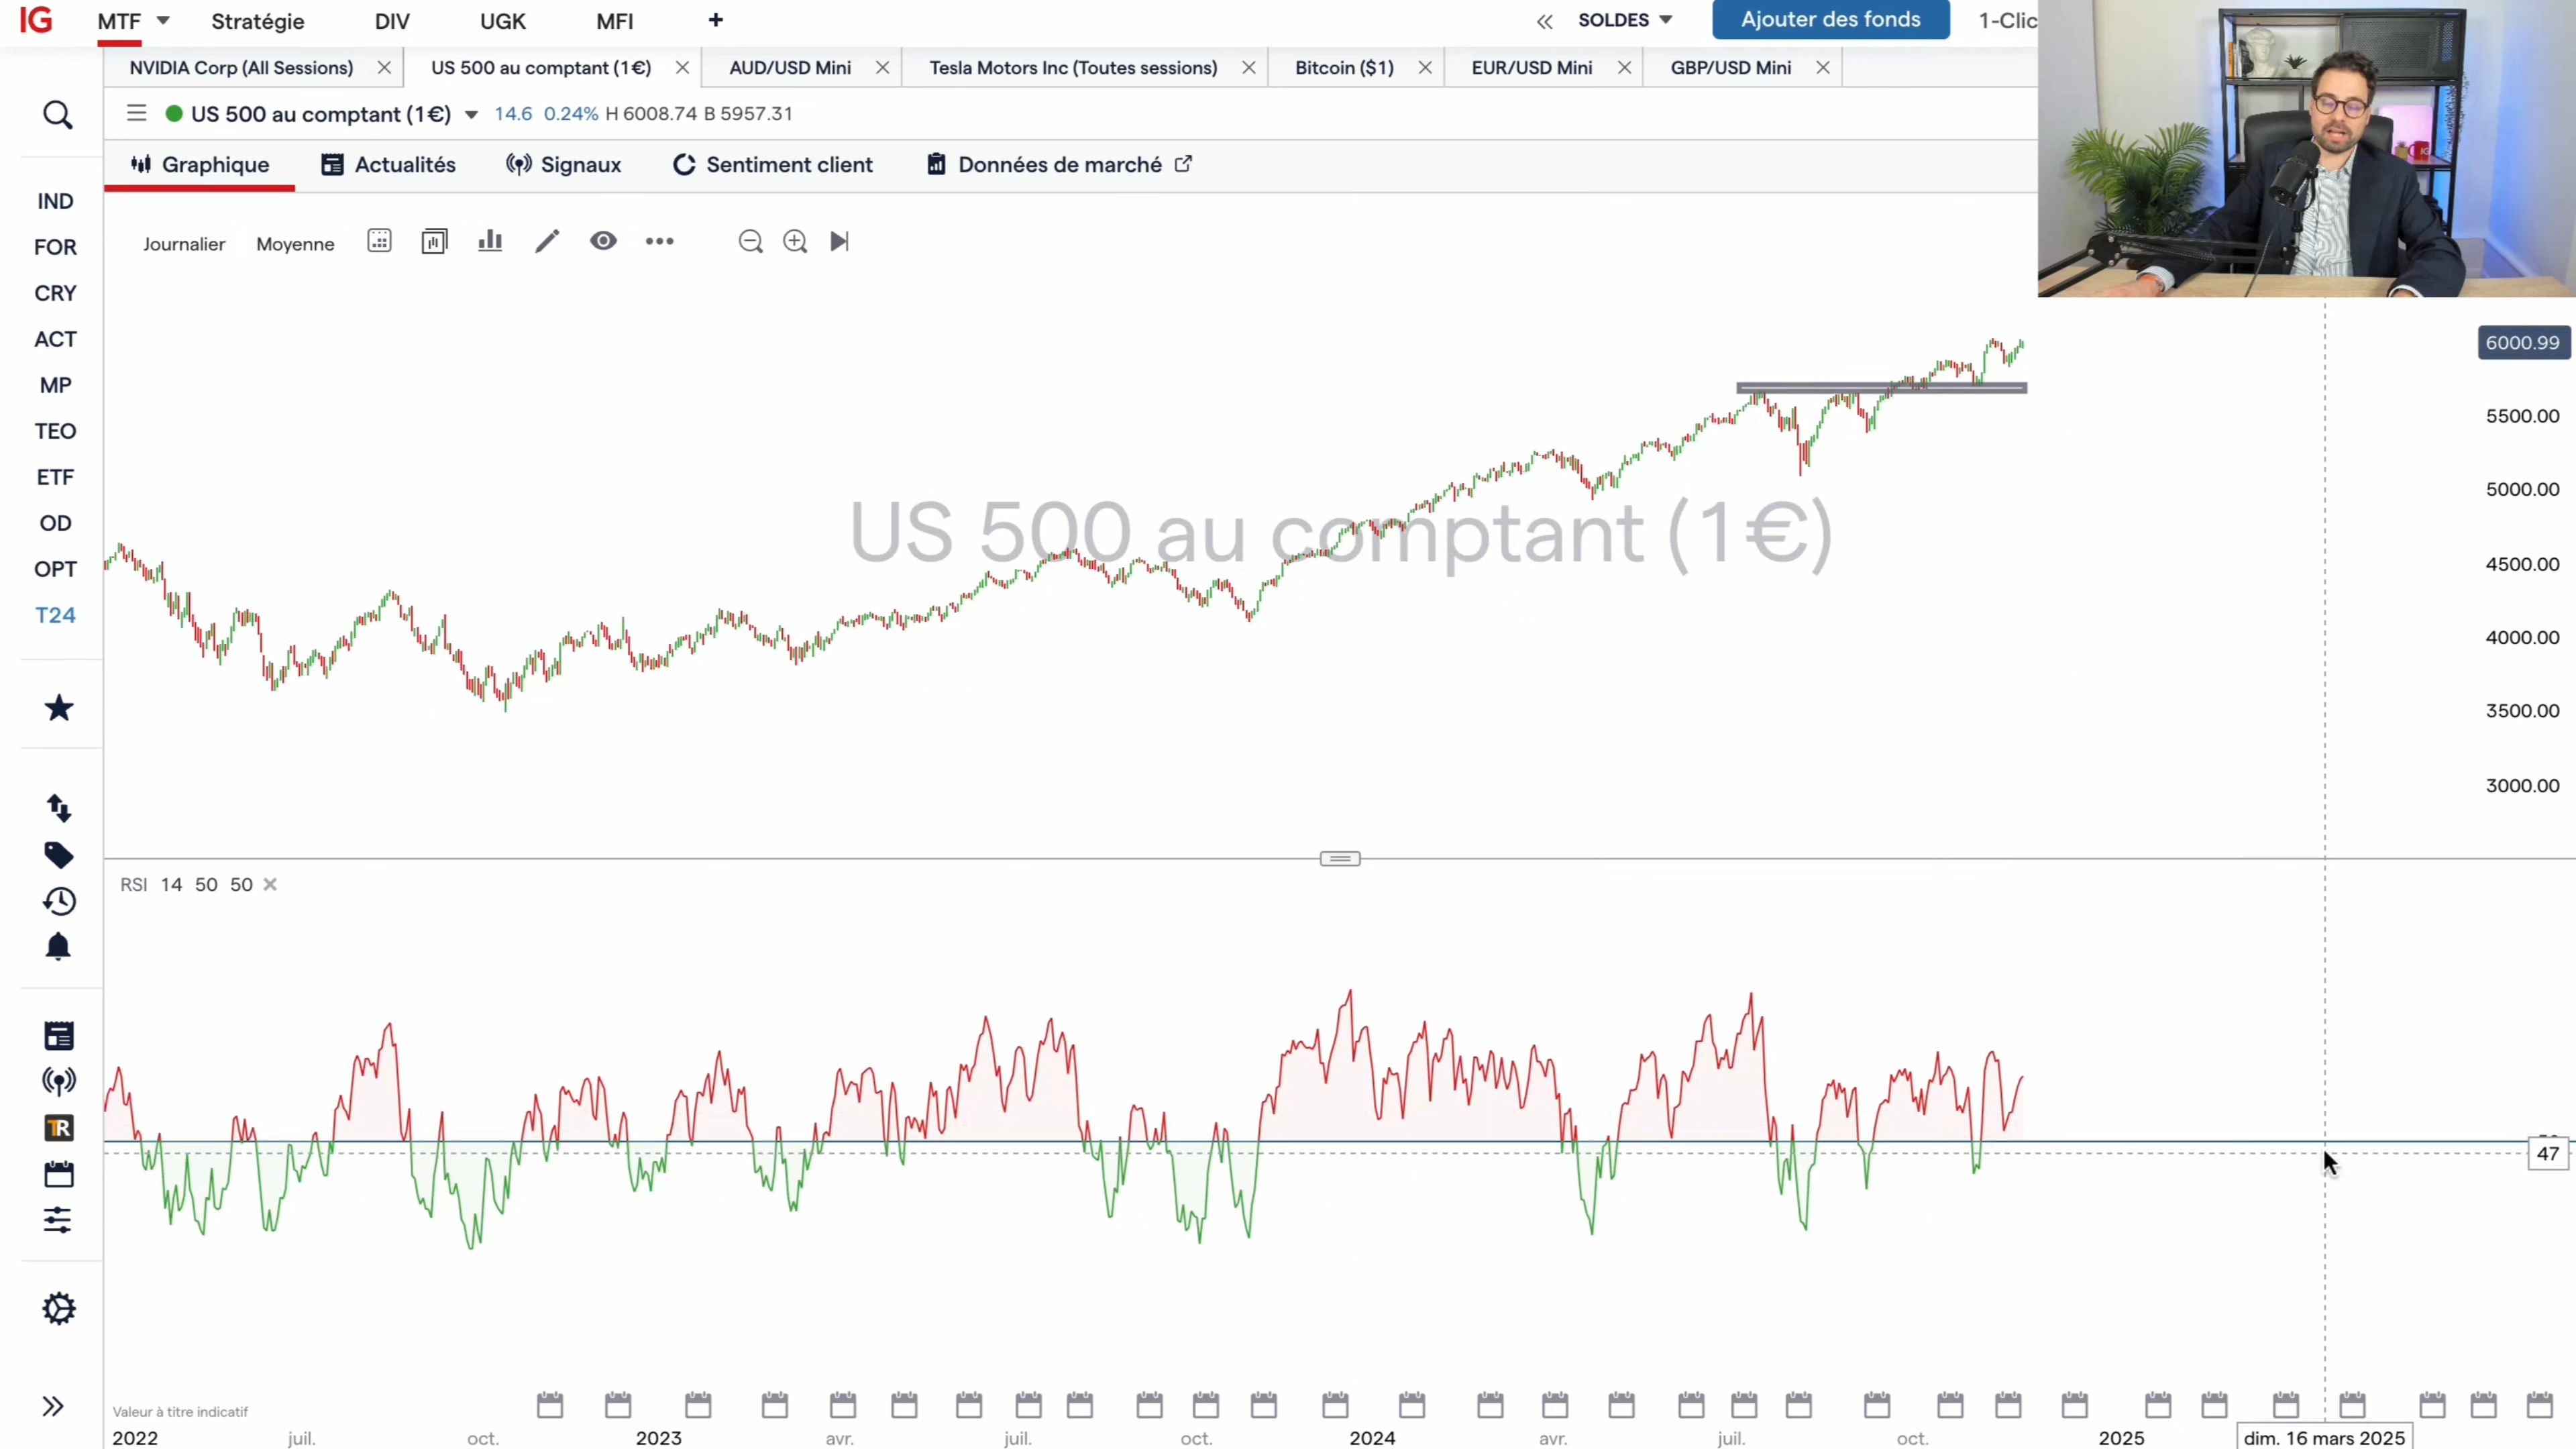 IG MTF Stratégie DIV UGK MFI + SOLDES Ajouter des fonds 1-Clic
NVIDIA Corp (All Sessions) US 500 au comptant (1€) AUD/USD Mini Tesla Motors Inc (Toutes sessions) Bitcoin ($1) EUR/USD Mini GBP/USD Mini
US 500 au comptant (1€) 14.6 0.24% H 6008.74 B 5957.31
Graphique Actualités Signaux Sentiment client Données de marché
IND
FOR
CRY
ACT
MP
TEO
ETF
OD
OPT
T24
Journalier Moyenne
6000.99
5500.00
5000.00
US 500 au comptant (1€)
4500.00
4000.00
3500.00
3000.00
RSI 14 50 50
47
TR
Valeur à titre indicatif
2022 juil. oct. 2023 avr. juil. oct. 2024 avr. juil. oct. 2025 dim. 16 mars 2025